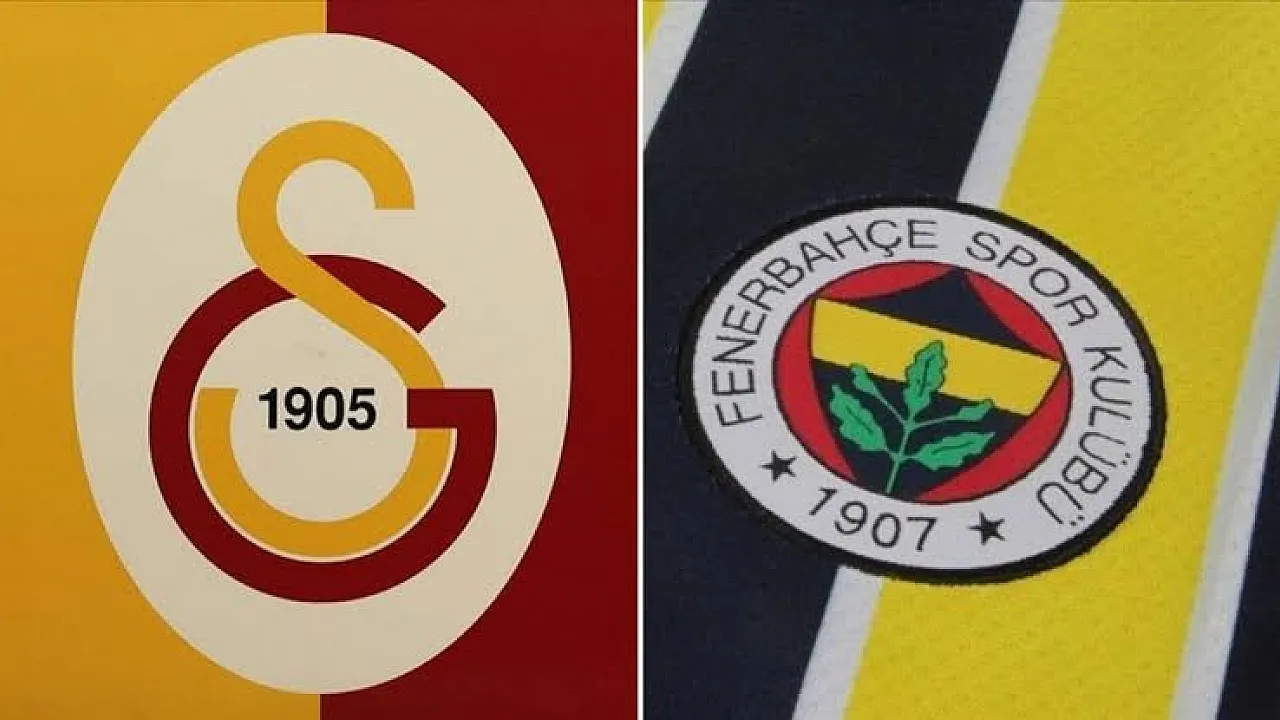 1905
FENERBAHÇE SPOR KULÜBÜ
★ 1907 ★